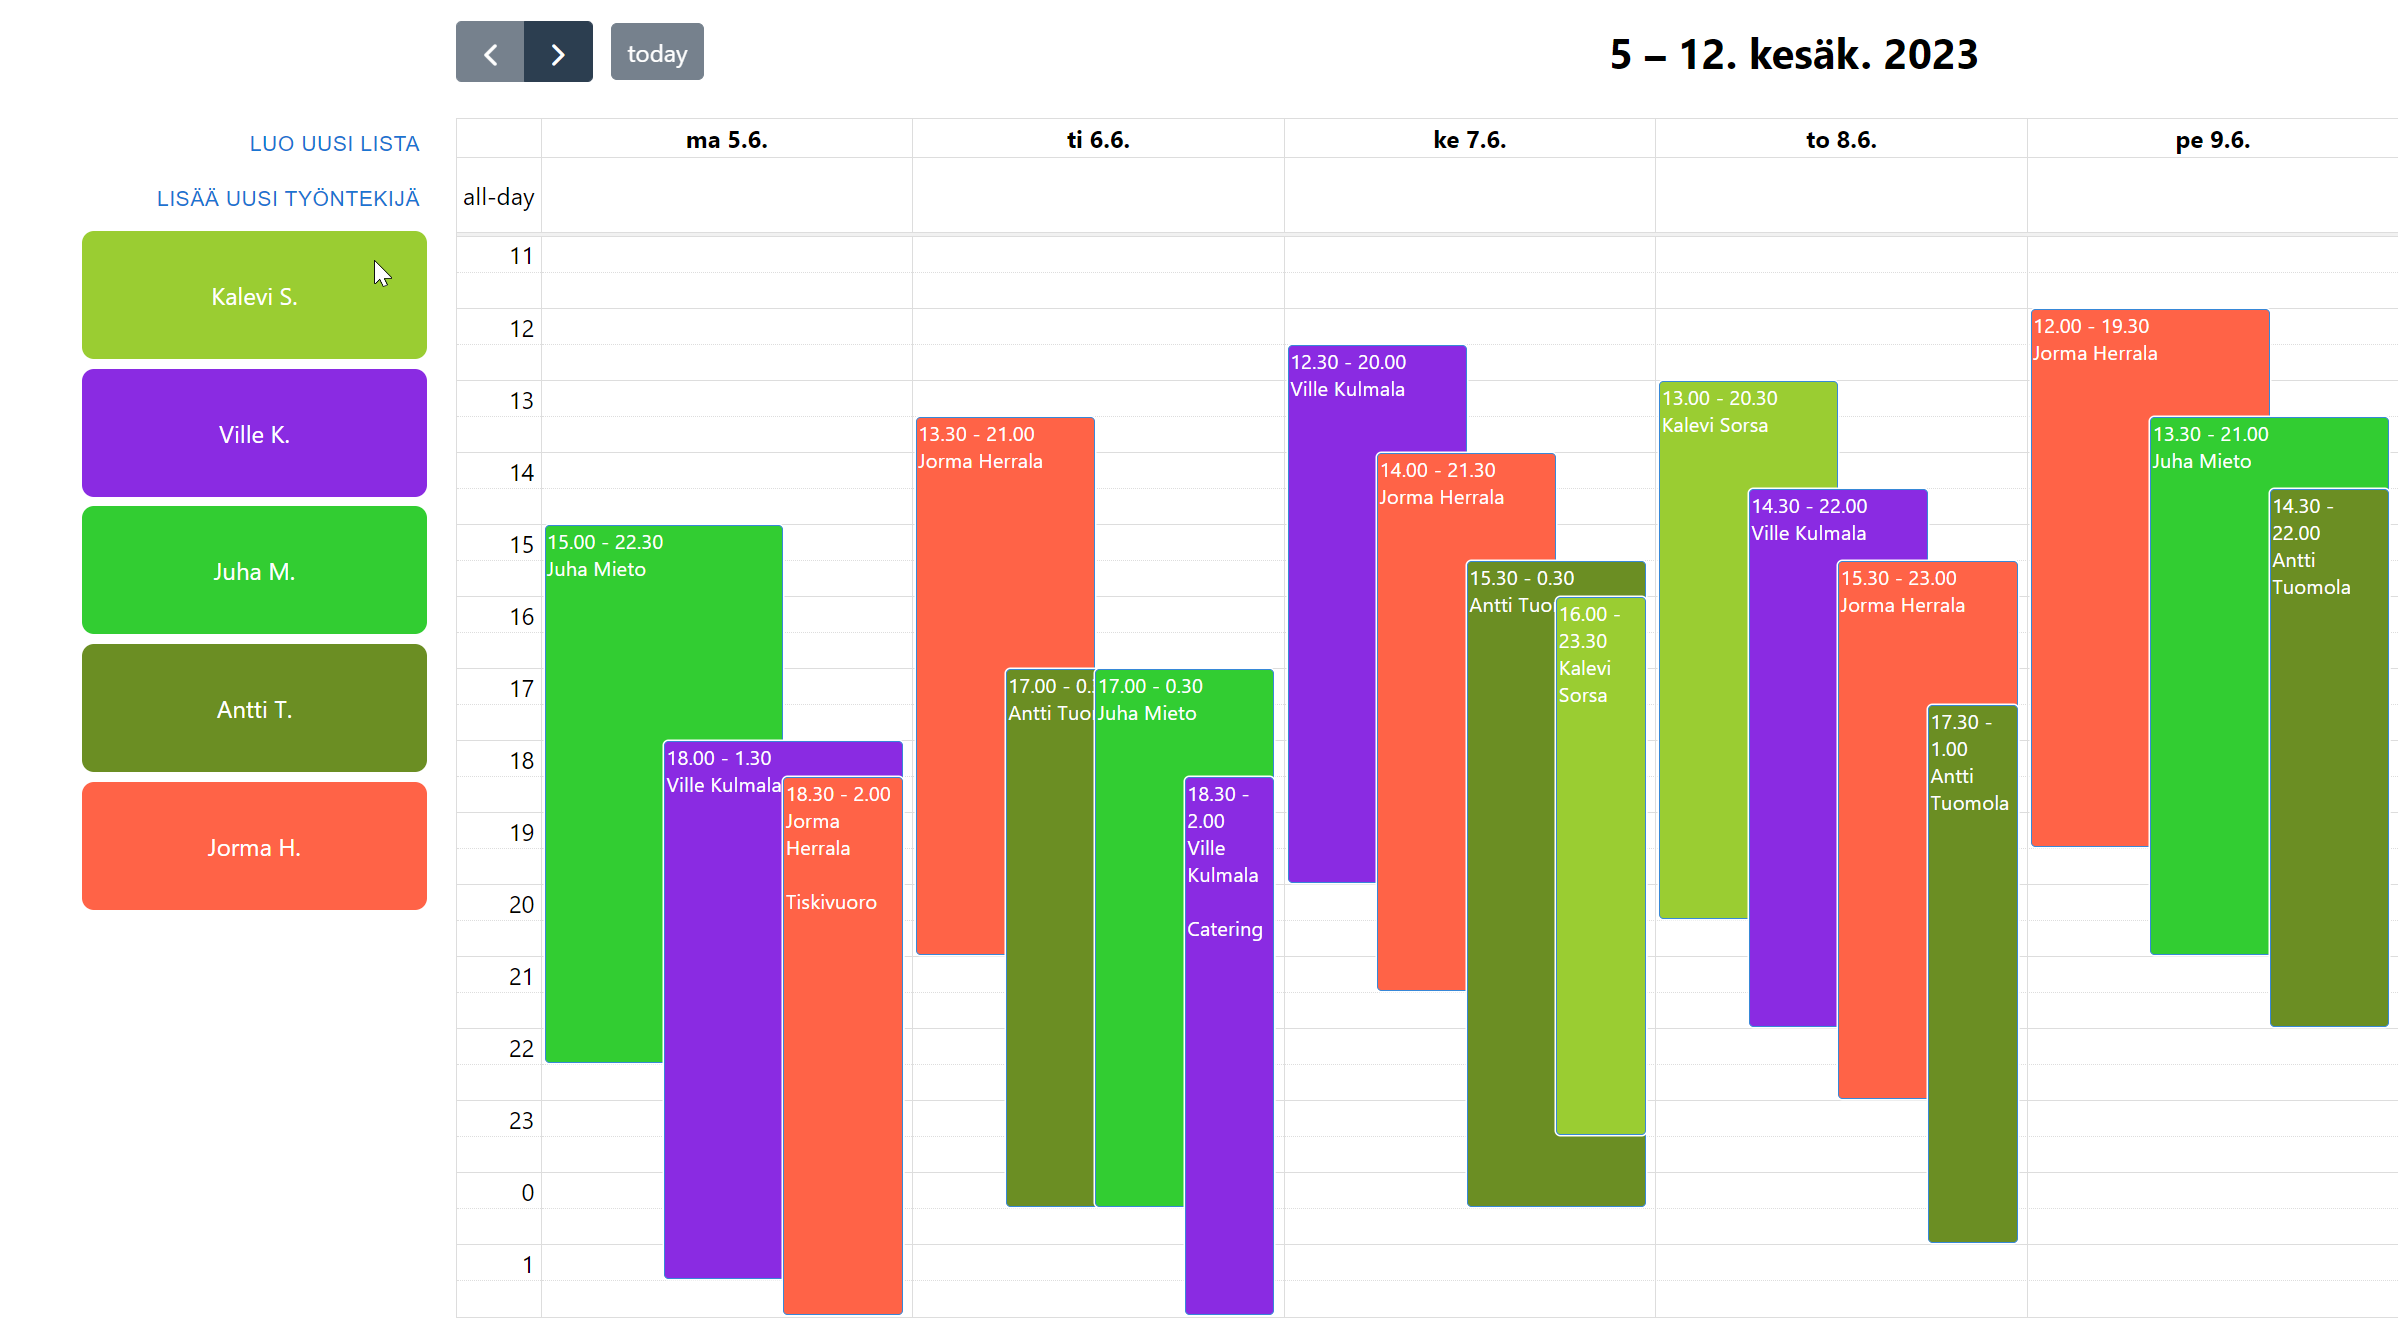 today
5 – 12. kesäk. 2023
LUO UUSI LISTA
LISÄÄ UUSI TYÖNTEKIJÄ
Kalevi S.
Ville K.
Juha M.
Antti T.
Jorma H.
ma 5.6.
ti 6.6.
ke 7.6.
to 8.6.
pe 9.6.
all-day
11
12
13
14
15
16
17
18
19
20
21
22
23
0
1
15.00 - 22.30
Juha Mieto
18.00 - 1.30
Ville Kulmala
18.30 - 2.00
Jorma
Herrala
Tiskivuoro
13.30 - 21.00
Jorma Herrala
17.00 - 0.
Antti Tuo
17.00 - 0.30
Juha Mieto
18.30 -
2.00
Ville
Kulmala
Catering
12.30 - 20.00
Ville Kulmala
14.00 - 21.30
Jorma Herrala
15.30 - 0.30
Antti Tuo
16.00 -
23.30
Kalevi
Sorsa
13.00 - 20.30
Kalevi Sorsa
14.30 - 22.00
Ville Kulmala
15.30 - 23.00
Jorma Herrala
17.30 -
1.00
Antti
Tuomola
12.00 - 19.30
Jorma Herrala
13.30 - 21.00
Juha Mieto
14.30 -
22.00
Antti
Tuomola